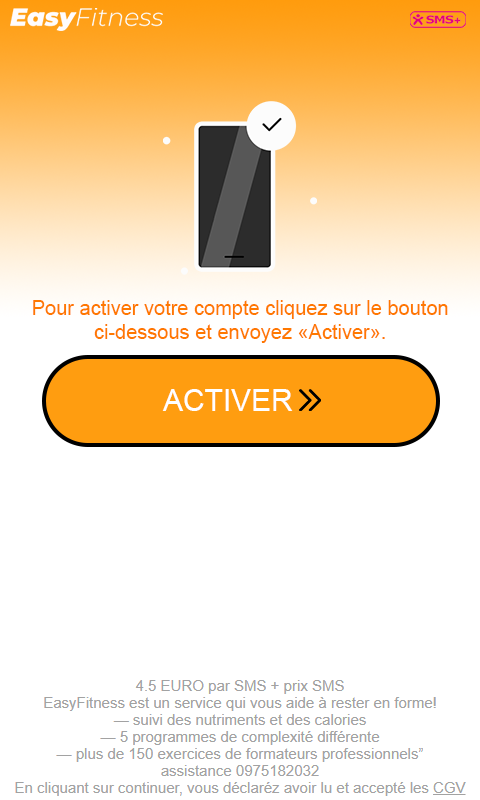 EasyFitness SMS+
Pour activer votre compte cliquez sur le bouton
ci-dessous et envoyez «Activer».
ACTIVER
4.5 EURO par SMS + prix SMS
EasyFitness est un service qui vous aide à rester en forme!
— suivi des nutriments et des calories
— 5 programmes de complexité différente
— plus de 150 exercices de formateurs professionnels”
assistance 0975182032
En cliquant sur continuer, vous déclaréz avoir lu et accepté les CGV